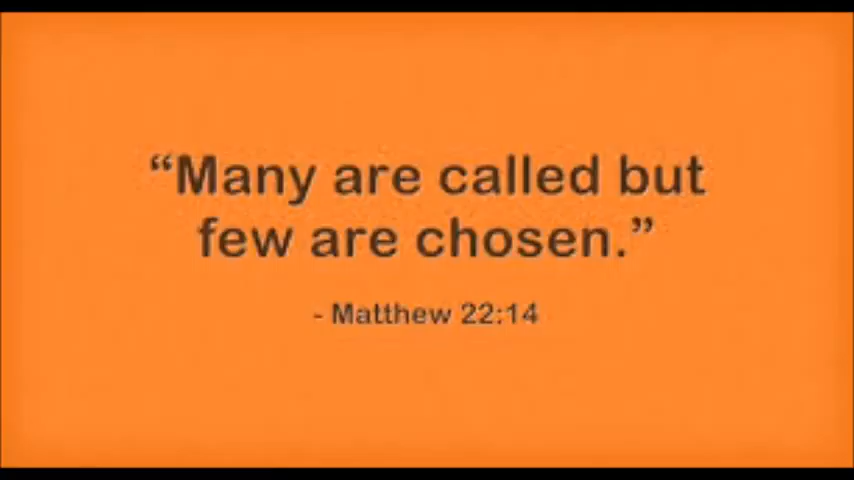 “Many are called but
few are chosen.”
- Matthew 22:14